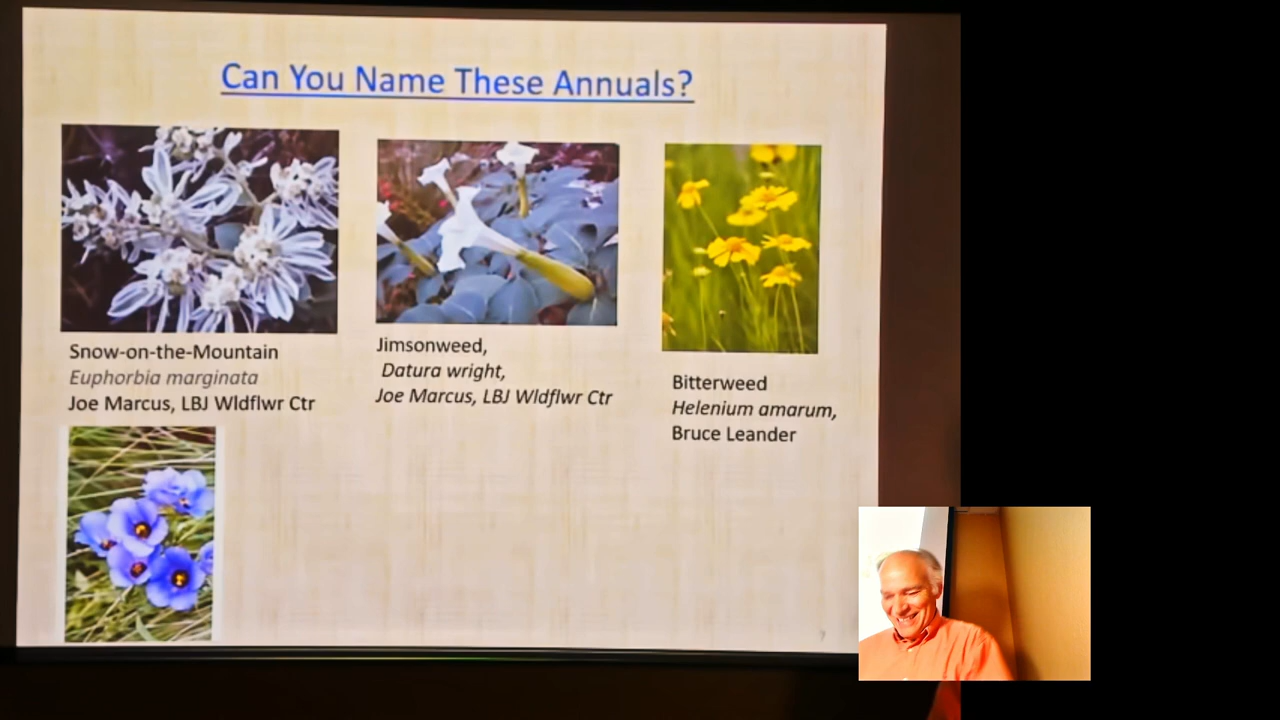 Can You Name These Annuals?
Snow-on-the-Mountain
Euphorbia marginata
Joe Marcus, LBJ Wldflwr Ctr
Jimsonweed,
Datura wright,
Joe Marcus, LBJ Wldflwr Ctr
Bitterweed
Helenium amarum,
Bruce Leander
7